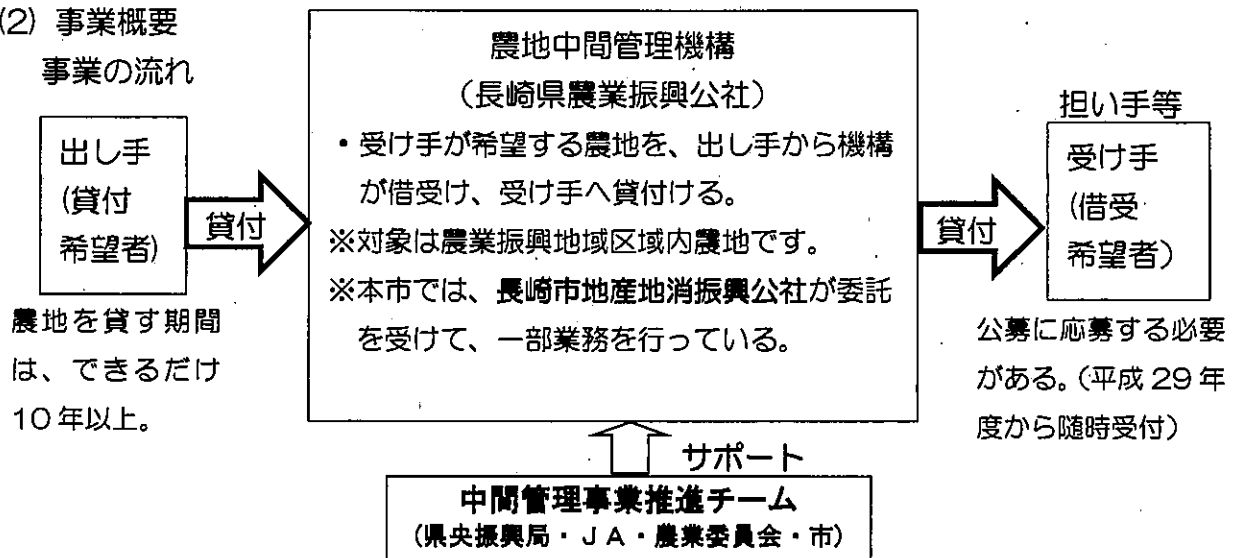 (2) 事業概要
事業の流れ
出し手
(貸付
希望者)
農地を貸す期間
は、できるだけ
10年以上。
貸付
農地中間管理機構
(長崎県農業振興公社)
・受け手が希望する農地を、出し手から機構
が借受け、受け手へ貸付ける。
※対象は農業振興地域区域内農地です。
※本市では、長崎市地産地消振興公社が委託
を受けて、一部業務を行っている。
貸付
担い手等
受け手
(借受
希望者)
公募に応募する必要
がある。(平成29年
度から随時受付)
サポート
中間管理事業推進チーム
(県央振興局・JA・農業委員会・市)